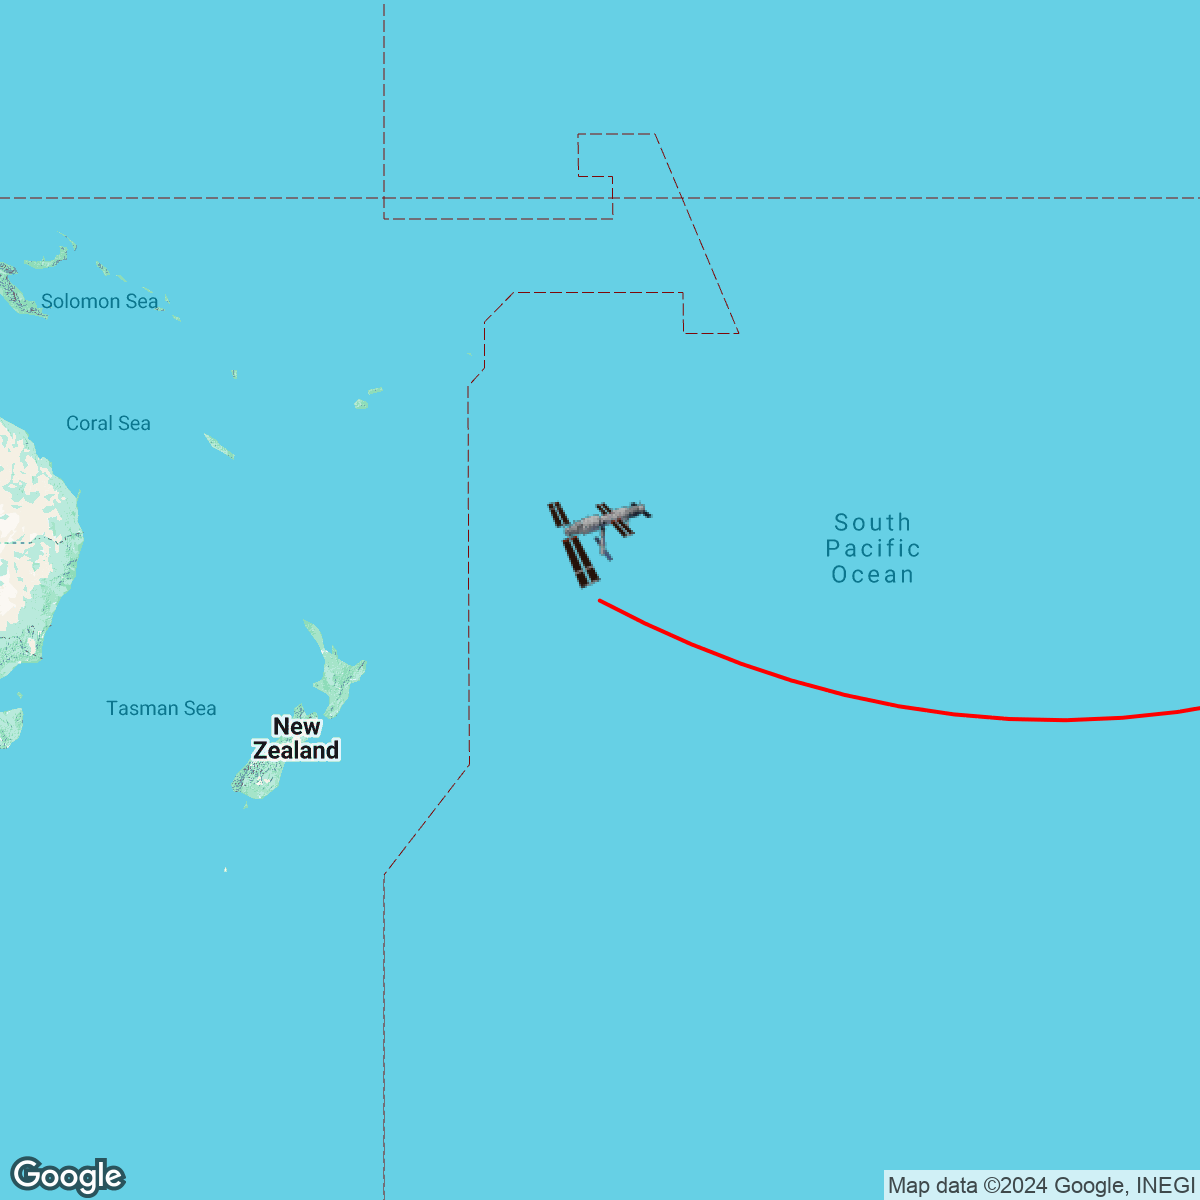 Solomon Sea
Coral Sea
South
Pacific
Ocean
Tasman Sea
New
Zealand
Google
Map data ©2024 Google, INEGI